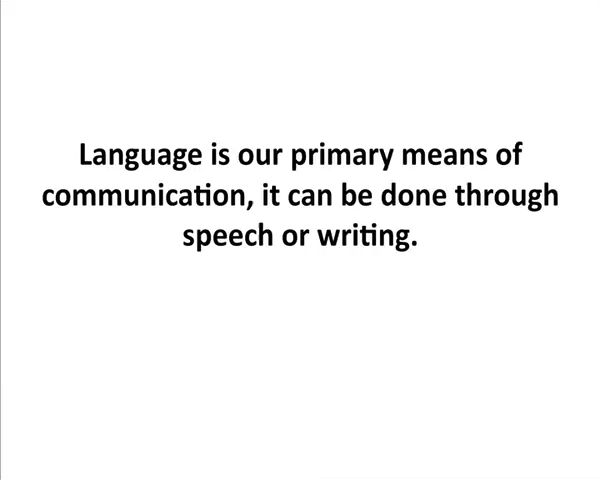 Language is our primary means of
communication, it can be done through
speech or writing.